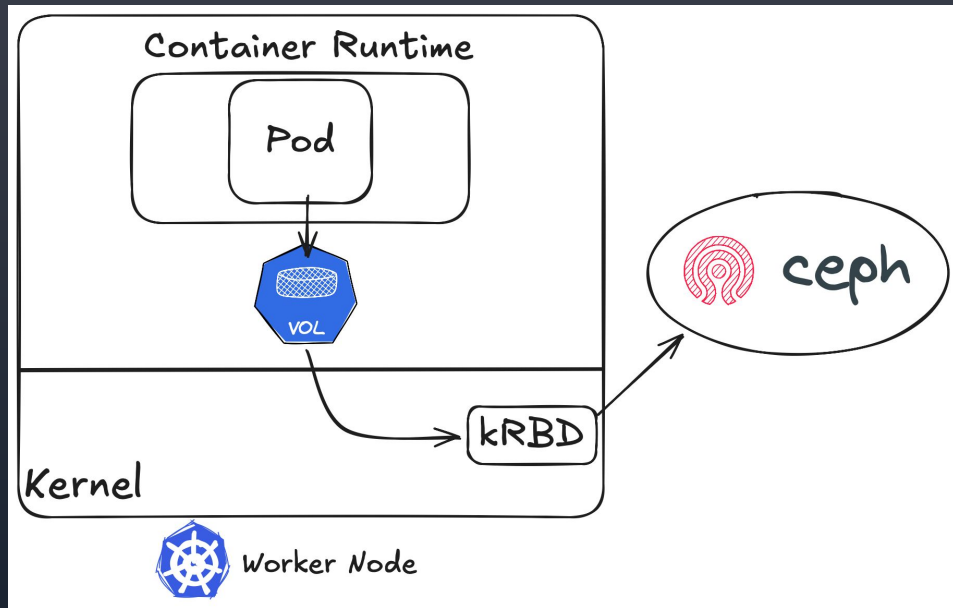 Container Runtime
Pod
VOL
ceph
kRBD
Kernel
Worker Node